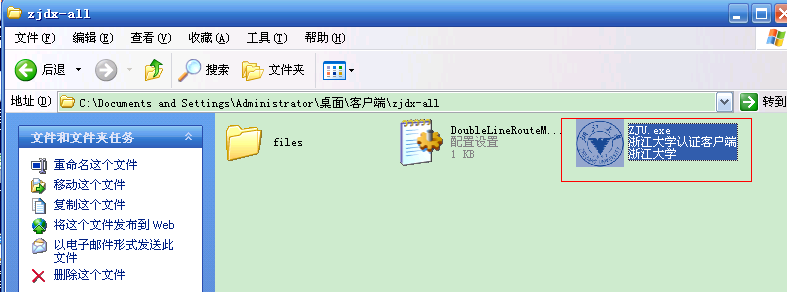 zjdx-all
文件(F) 编辑(E) 查看(V) 收藏(A) 工具(T) 帮助(H)
后退 搜索 文件夹
地址(D) C:\Documents and Settings\Administrator\桌面\客户端\zjdx-all 转到
文件和文件夹任务
重命名这个文件
移动这个文件
复制这个文件
将这个文件发布到 Web
以电子邮件形式发送此
文件
删除这个文件
files
DoubleLineRouteM...
配置设置
1 KB
ZJU.exe
浙江大学认证客户端
浙江大学